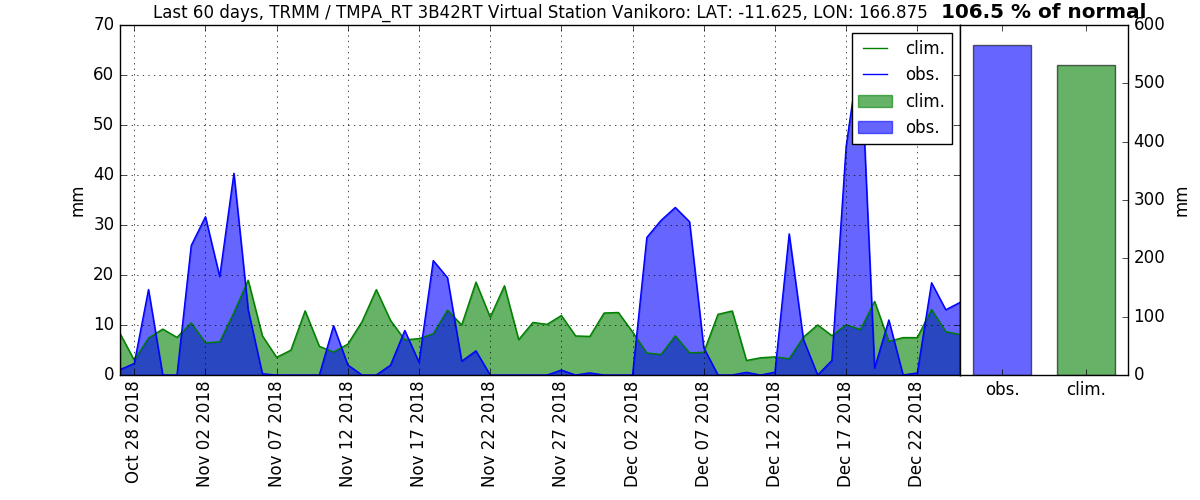 Last 60 days, TRMM / TMPA_RT 3B42RT Virtual Station Vanikoro: LAT: -11.625, LON: 166.875
106.5 % of normal
70
60
50
40
30
20
10
0
mm
clim.
obs.
clim.
obs.
Oct 28 2018
Nov 02 2018
Nov 07 2018
Nov 12 2018
Nov 17 2018
Nov 22 2018
Nov 27 2018
Dec 02 2018
Dec 07 2018
Dec 12 2018
Dec 17 2018
Dec 22 2018
600
500
400
300
200
100
0
mm
obs.
clim.